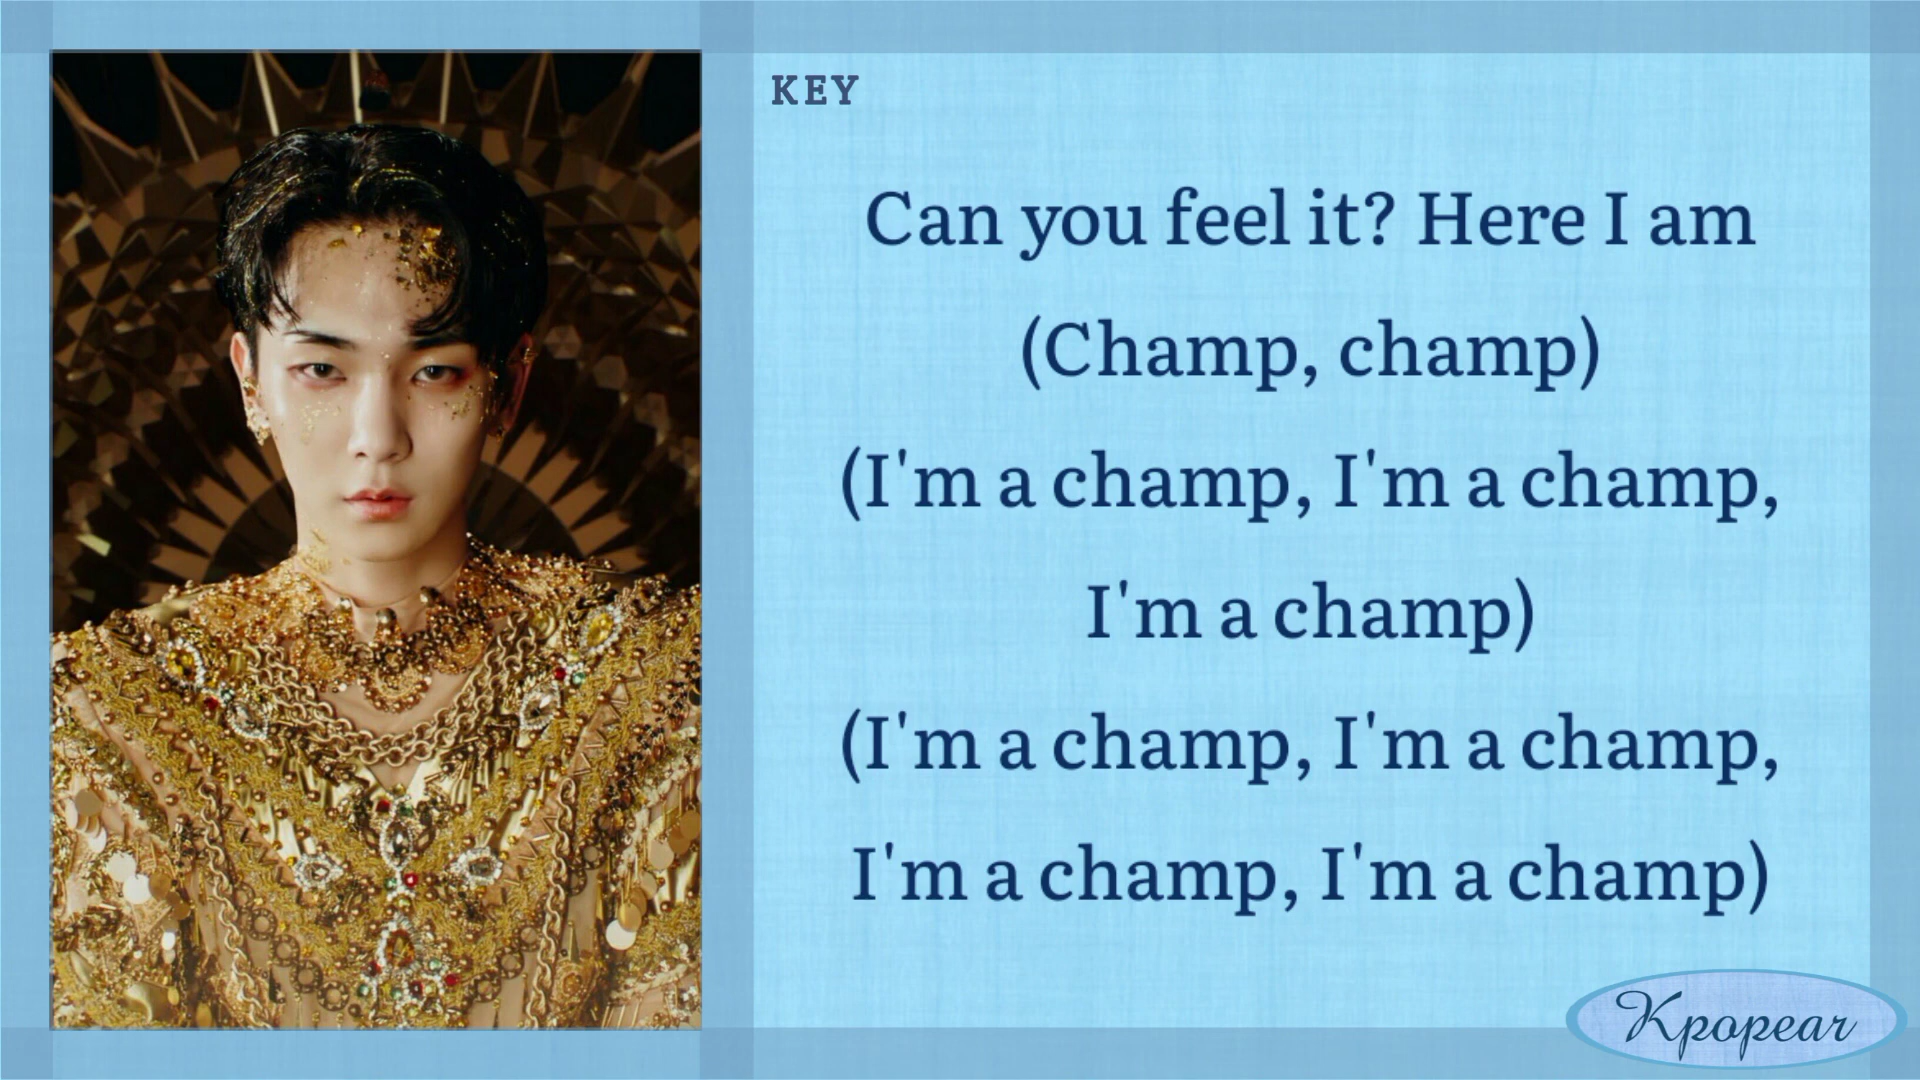 KEY
Can you feel it? Here I am
(Champ, champ)
(I'm a champ, I'm a champ,
I'm a champ)
(I'm a champ, I'm a champ,
I'm a champ, I'm a champ)
Kpopear